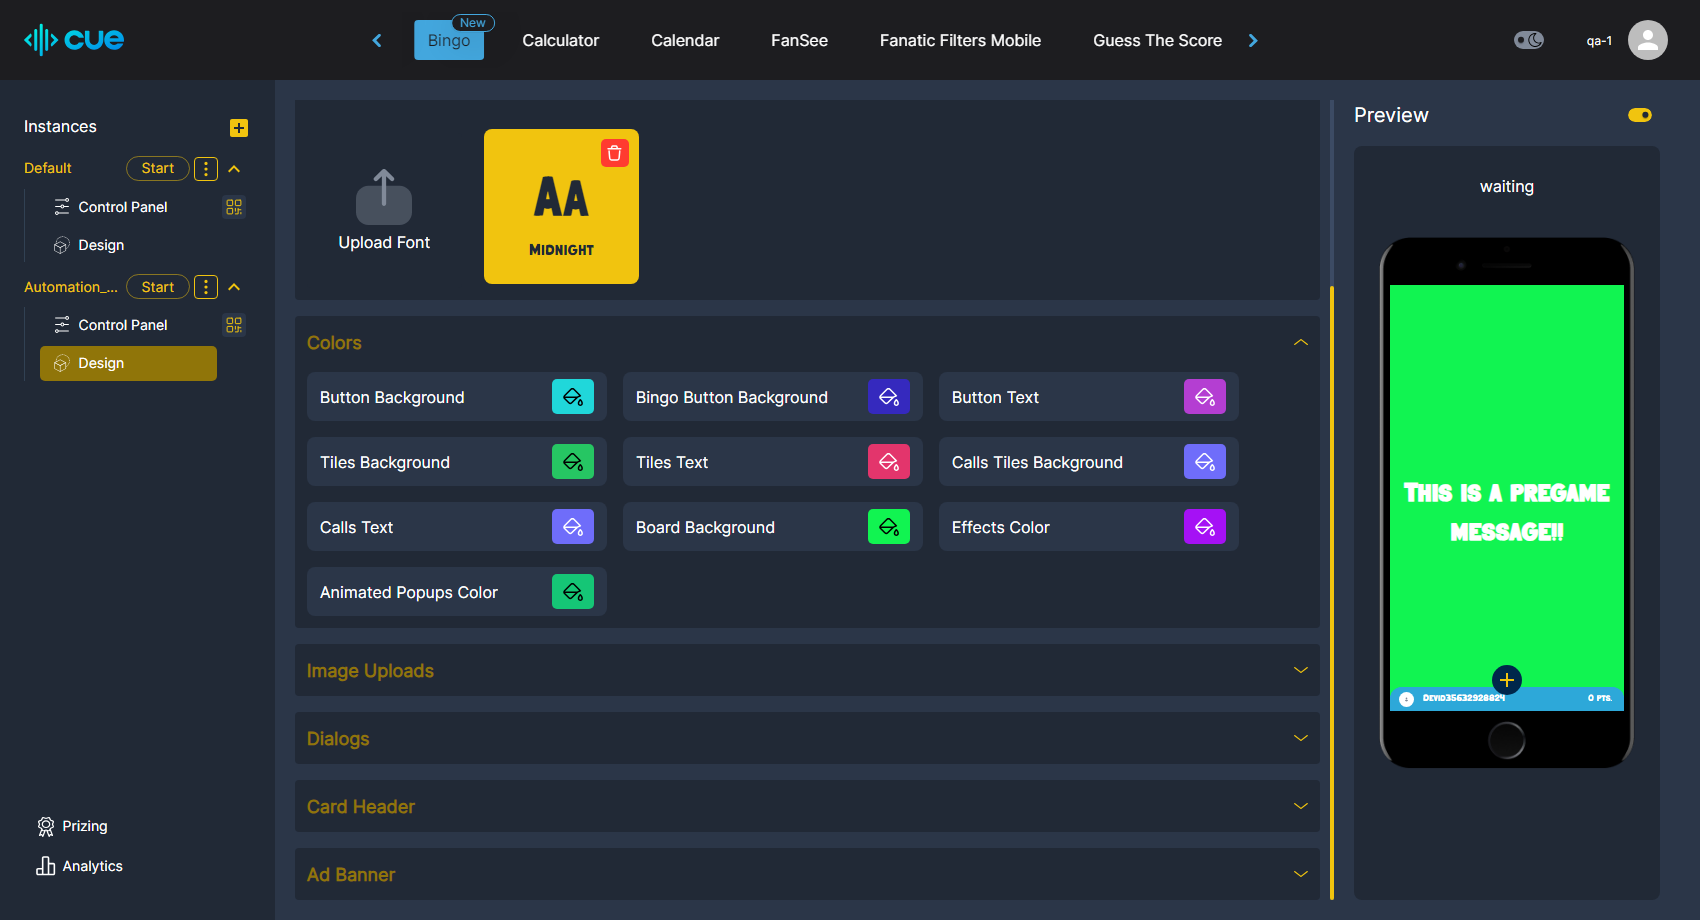 cue
Bingo
New
Calculator
Calendar
FanSee
Fanatic Filters Mobile
Guess The Score
qa-1
Instances
Default
Start
Control Panel
Design
Automation_...
Start
Control Panel
Design
Prizing
Analytics
Upload Font
AA
MIDNIGHT
Colors
Button Background
Bingo Button Background
Button Text
Tiles Background
Tiles Text
Calls Tiles Background
Calls Text
Board Background
Effects Color
Animated Popups Color
Image Uploads
Dialogs
Card Header
Ad Banner
Preview
waiting
THIS IS A PREGAME
MESSAGE!!
DEVID35632928824
0 PTS.